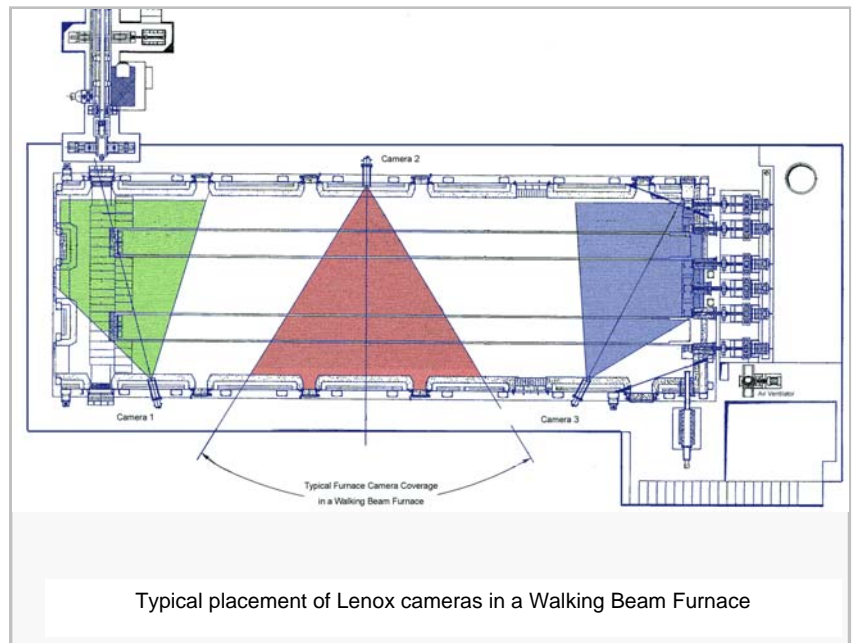 Camera 2
Camera 1
Camera 3
Air Ventilator
Typical Furnace Camera Coverage
in a Walking Beam Furnace
Typical placement of Lenox cameras in a Walking Beam Furnace